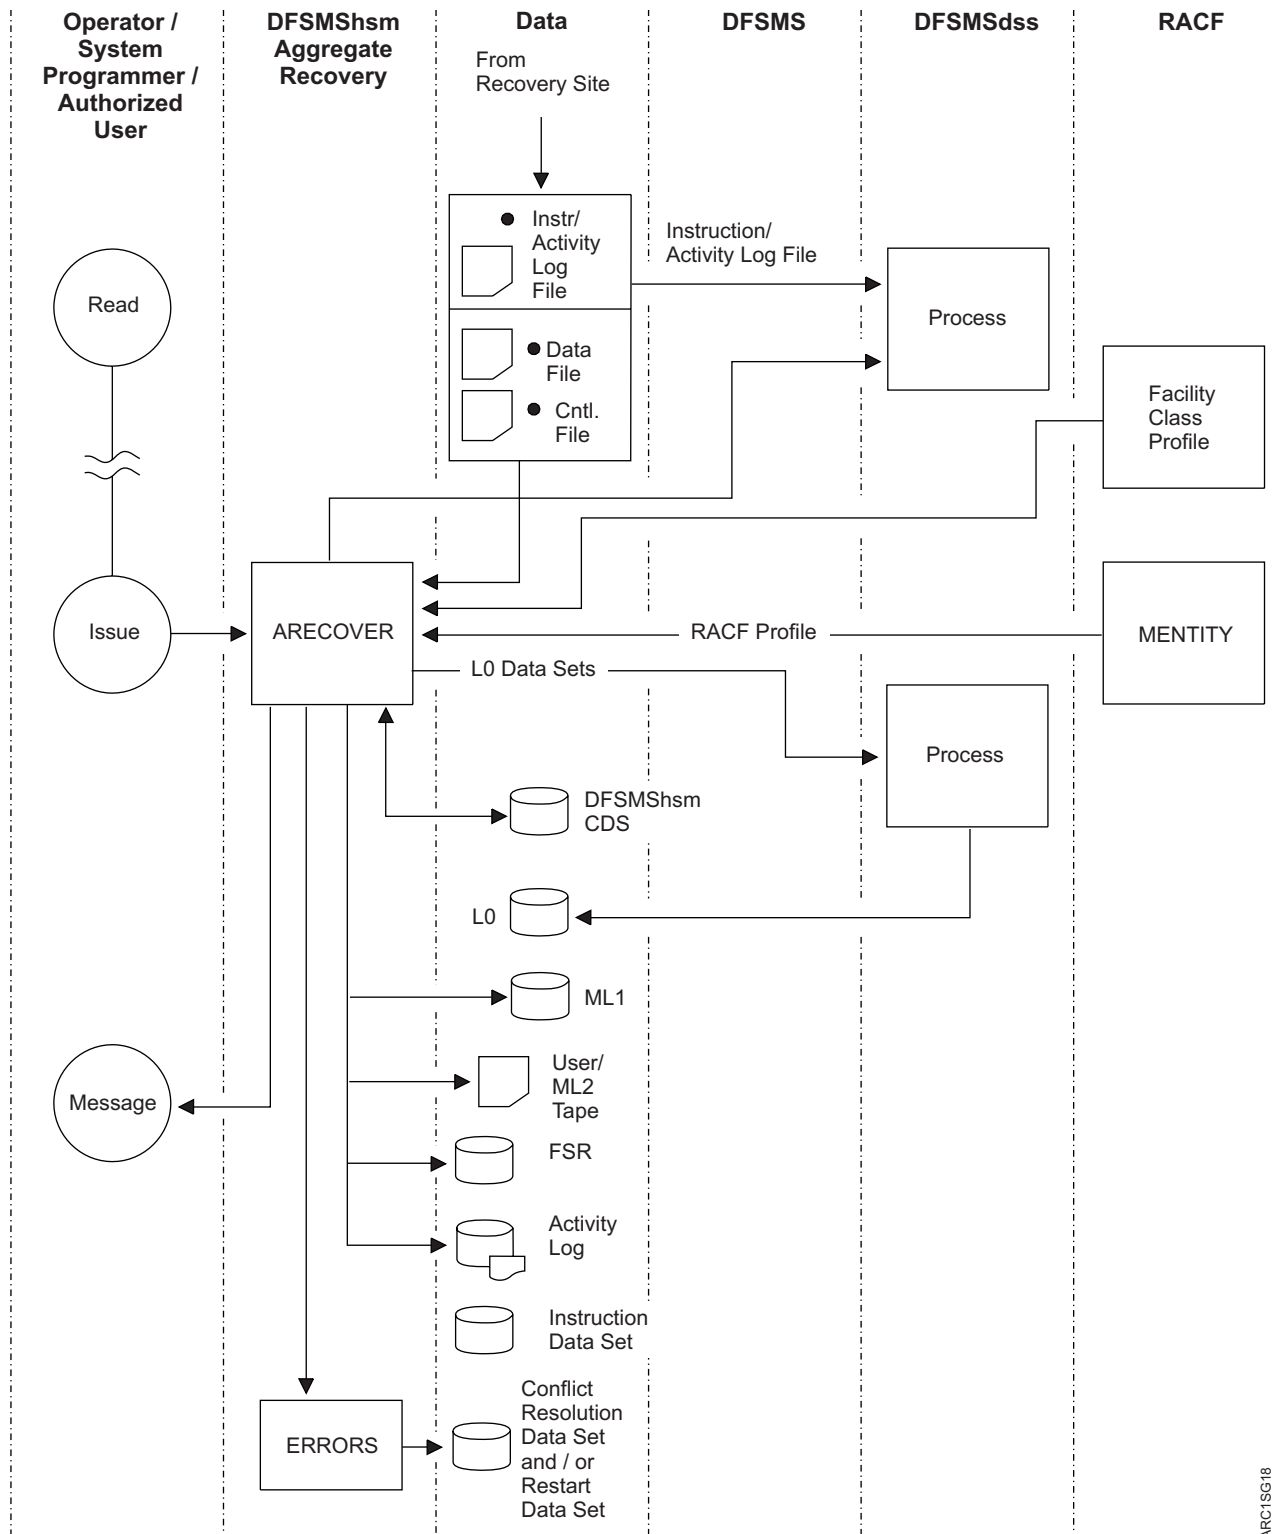 Operator /
System
Programmer /
Authorized
User
DFSMShsm
Aggregate
Recovery
Data
DFSMS
DFSMSdss
RACF
From
Recovery Site
Instr/
Activity
Log
File
Instruction/
Activity Log File
Read
Process
Data
File
Cntl.
File
Facility
Class
Profile
Issue
ARECOVER
RACF Profile
MENTITY
L0 Data Sets
Process
DFSMShsm
CDS
L0
ML1
User/
ML2
Tape
Message
FSR
Activity
Log
Instruction
Data Set
ERRORS
Conflict
Resolution
Data Set
and / or
Restart
Data Set
ARC1SG18